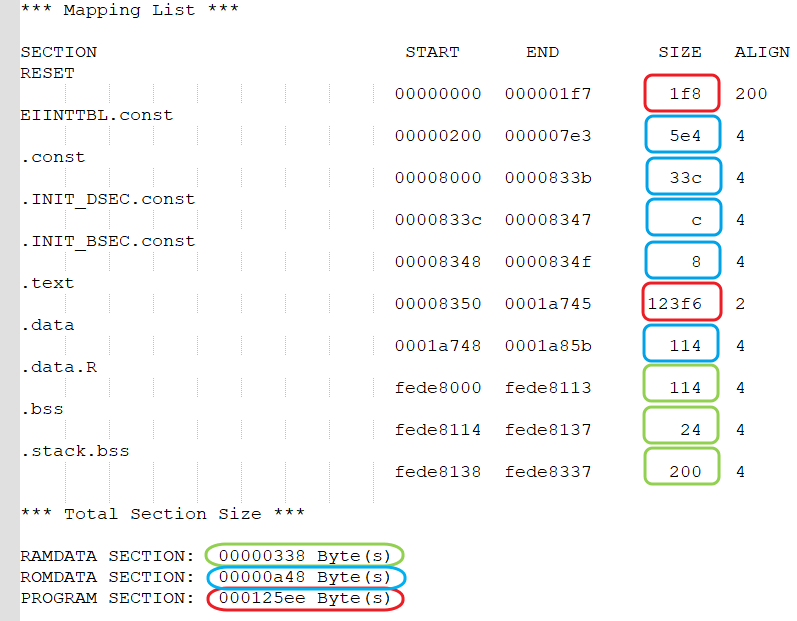 *** Mapping List ***
SECTION START END SIZE ALIGN
RESET
00000000 000001f7 1f8 200
EIINTTBL.const
00000200 000007e3 5e4 4
.const
00008000 0000833b 33c 4
.INIT_DSEC.const
0000833c 00008347 c 4
.INIT_BSEC.const
00008348 0000834f 8 4
.text
00008350 0001a745 123f6 2
.data
0001a748 0001a85b 114 4
.data.R
fede8000 fede8113 114 4
.bss
fede8114 fede8137 24 4
.stack.bss
fede8138 fede8337 200 4
*** Total Section Size ***
RAMDATA SECTION: 00000338 Byte(s)
ROMDATA SECTION: 00000a48 Byte(s)
PROGRAM SECTION: 000125ee Byte(s)